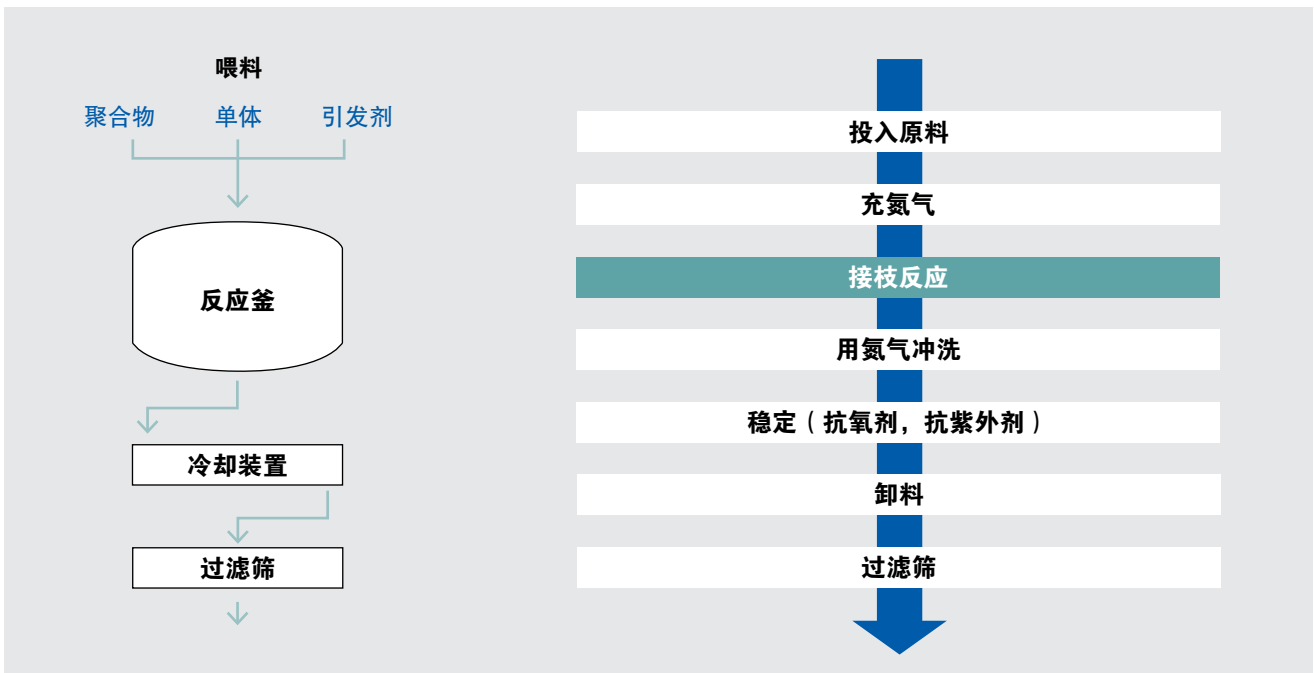 喂料
聚合物 单体 引发剂
反应釜
冷却装置
过滤筛
投入原料
充氮气
接枝反应
用氮气冲洗
稳定（抗氧剂，抗紫外剂）
卸料
过滤筛